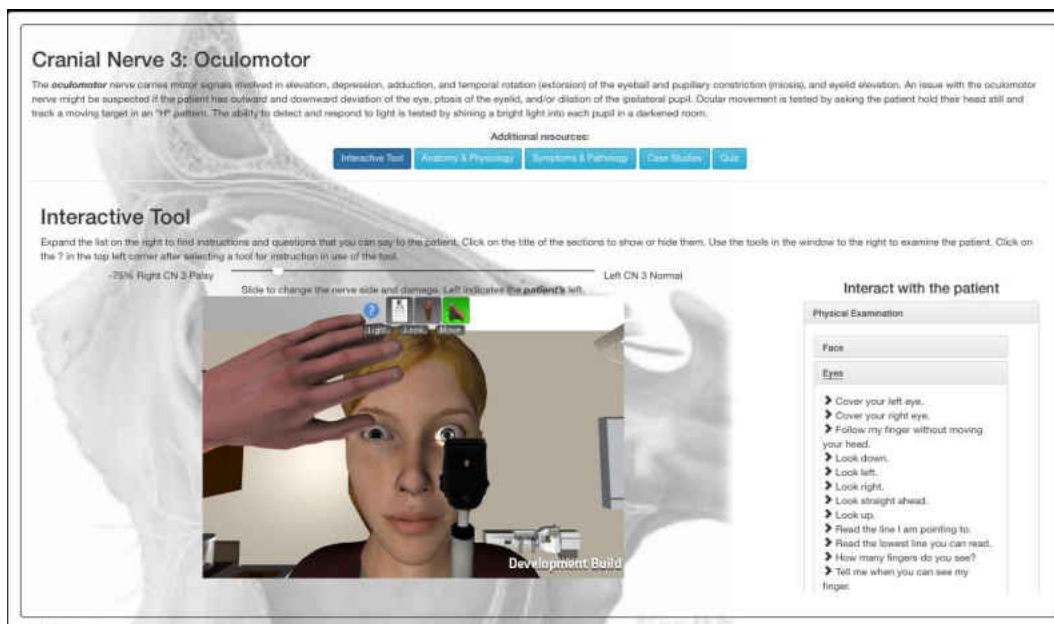 Cranial Nerve 3: Oculomotor
The oculomotor nerve carries motor signals involved in elevation, depression, adduction, and temporal rotation (extorsion) of the eyeball and pupillary constriction (miosis), and eyelid elevation. An issue with the oculomotor
nerve might be suspected if the patient has outward and downward deviation of the eye, ptosis of the eyelid, and/or dilation of the ipsilateral pupil. Ocular movement is tested by asking the patient hold their head still and
track a moving target in an "H" pattern. The ability to detect and respond to light is tested by shining a bright light into each pupil in a darkened room.
Additional resources:
Interactive Tool Anatomy & Physiology Symptoms & Pathology Case Studies Quiz
Interactive Tool
Expand the list on the right to find instructions and questions that you can say to the patient. Click on the title of the sections to show or hide them. Use the tools in the window to the right to examine the patient. Click on
the ? in the top left corner after selecting a tool for instruction in use of the tool.
~75% Right CN 3 Palsy Left CN 3 Normal
Slide to change the nerve side and damage. Left indicates the patient's left.
?
Light Look Move
Development Build
Interact with the patient
Physical Examination
Face
Eyes
Cover your left eye.
Cover your right eye.
Follow my finger without moving
your head.
Look down.
Look left.
Look right.
Look straight ahead.
Look up.
Read the line I am pointing to.
Read the lowest line you can read.
How many fingers do you see?
Tell me when you can see my
finger.